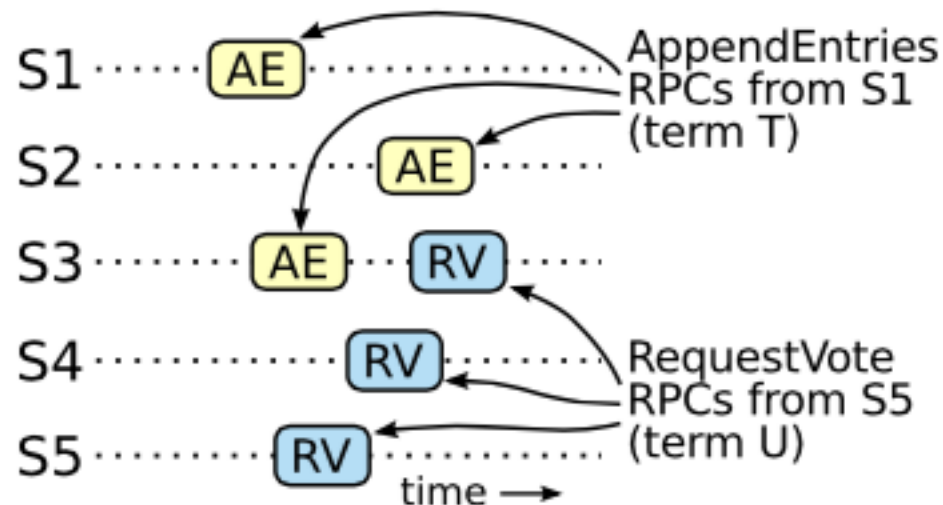 S1 AE AppendEntries
RPCs from S1
(term T)
S2 AE
S3 AE RV
S4 RV RequestVote
RPCs from S5
(term U)
S5 RV
time